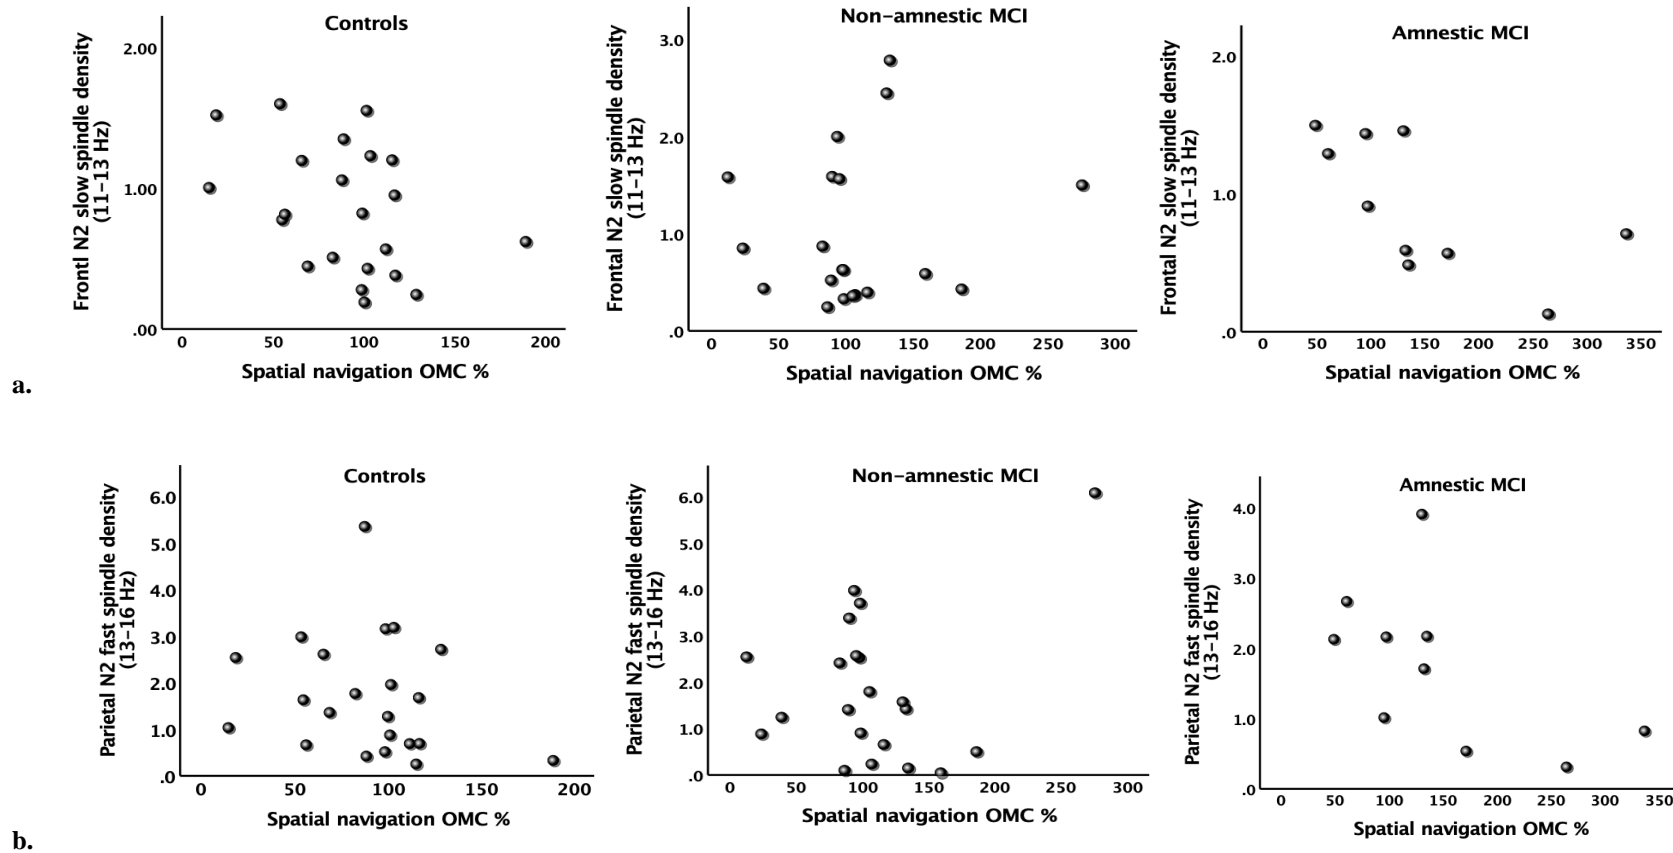 Controls
Frontl N2 slow spindle density
(11-13 Hz)
2.00
1.00
.00
0 50 100 150 200
Spatial navigation OMC %
Non-amnestic MCI
Frontal N2 slow spindle density
(11-13 Hz)
3.0
2.0
1.0
.0
0 50 100 150 200 250 300
Spatial navigation OMC %
Amnestic MCI
Frontal N2 slow spindle density
(11-13 Hz)
2.0
1.0
.0
0 50 100 150 200 250 300 350
Spatial navigation OMC %
a.
Controls
Parietal N2 fast spindle density
(13-16 Hz)
6.0
5.0
4.0
3.0
2.0
1.0
.0
0 50 100 150 200
Spatial navigation OMC %
Non-amnestic MCI
Parietal N2 fast spindle density
(13-16 Hz)
6.0
5.0
4.0
3.0
2.0
1.0
.0
0 50 100 150 200 250 300
Spatial navigation OMC %
Amnestic MCI
Parietal N2 fast spindle density
(13-16 Hz)
4.0
3.0
2.0
1.0
.0
0 50 100 150 200 250 300 350
Spatial navigation OMC %
b.